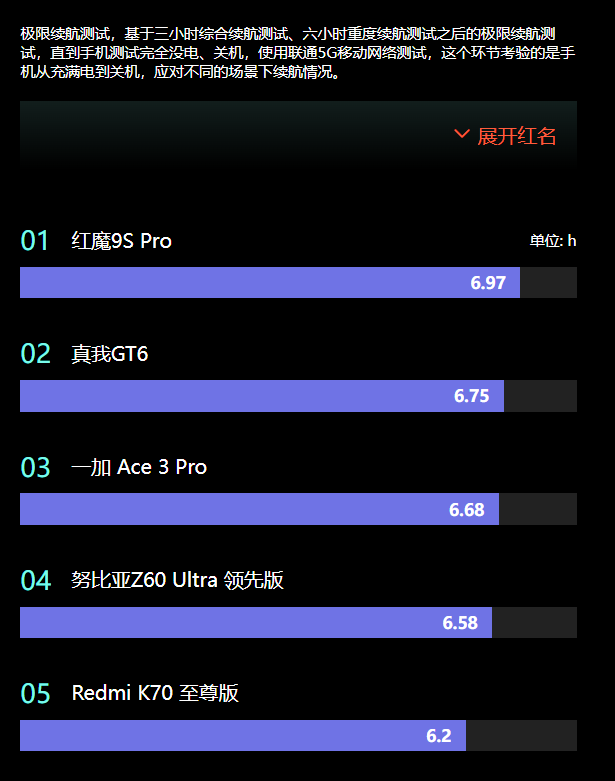 极限续航测试，基于三小时综合续航测试、六小时重度续航测试之后的极限续航测
试，直到手机测试完全没电、关机，使用联通5G移动网络测试，这个环节考验的是手
机从充满电到关机，应对不同的场景下续航情况。
展开红名
01 红魔9S Pro 单位: h
6.97
02 真我GT6
6.75
03 一加 Ace 3 Pro
6.68
04 努比亚Z60 Ultra 领先版
6.58
05 Redmi K70 至尊版
6.2